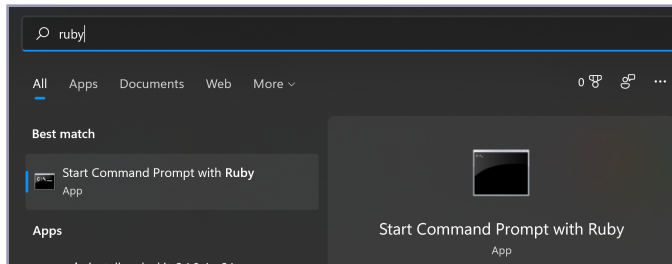 ruby
All Apps Documents Web More
0
Best match
Start Command Prompt with Ruby
App
Apps
Start Command Prompt with Ruby
App